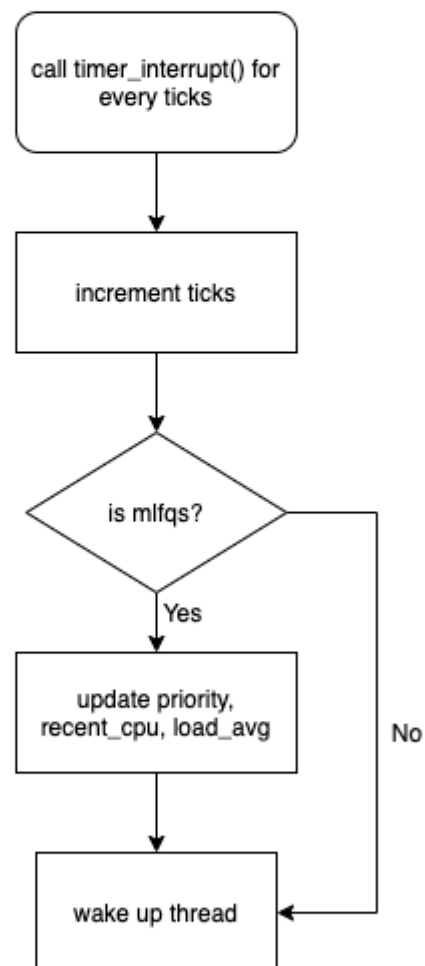 call timer_interrupt() for
every ticks
increment ticks
is mlfqs?
Yes
update priority,
recent_cpu, load_avg
No
wake up thread